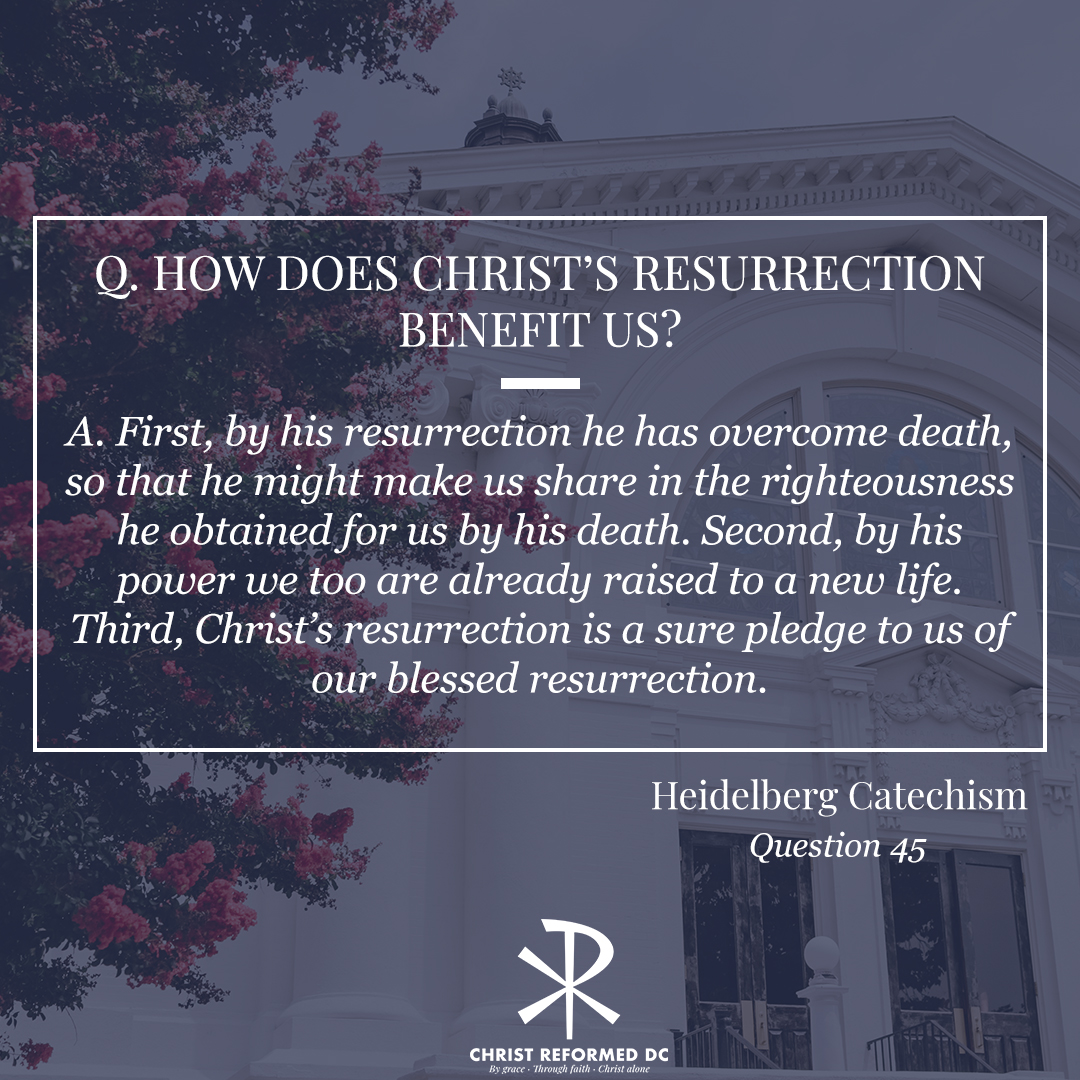 Q. HOW DOES CHRIST’S RESURRECTION
BENEFIT US?
A. First, by his resurrection he has overcome death,
so that he might make us share in the righteousness
he obtained for us by his death. Second, by his
power we too are already raised to a new life.
Third, Christ’s resurrection is a sure pledge to us of
our blessed resurrection.
Heidelberg Catechism
Question 45
CHRIST REFORMED DC
By grace · Through faith · Christ alone